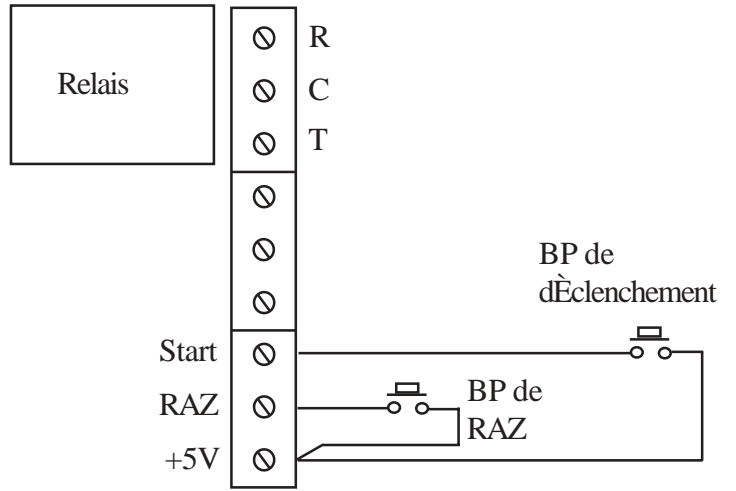 Relais
R
C
T
BP de
dÈclenchement
Start
RAZ
BP de
RAZ
+5V